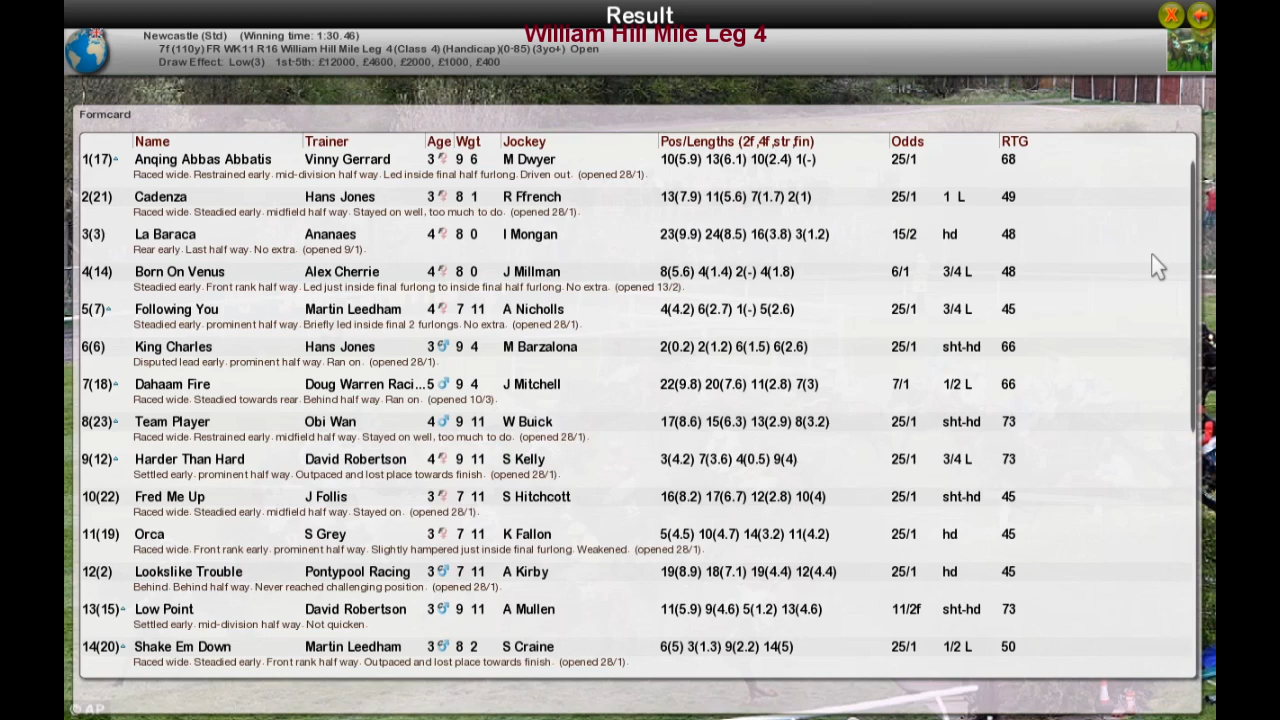 Result
William Hill Mile Leg 4
Newcastle (Std) (Winning time: 1:30.46)
7f(110y) FR WK11 R16 William Hill Mile Leg 4 (Class 4) (Handicap)(0-85) (3yo+) Open
Draw Effect: Low(3) 1st-5th: £12000, £4600, £2000, £1000, £400
Formcard
Name Trainer Age Wgt Jockey Pos/Lengths (2f,4f,str,fin) Odds RTG
1(17) Anqing Abbas Abbatis Vinny Gerrard 3 9 6 M Dwyer 10(5.9) 13(6.1) 10(2.4) 1(-) 25/1 68
Raced wide. Restrained early. mid-division half way. Led inside final half furlong. Driven out. (opened 28/1).
2(21) Cadenza Hans Jones 3 8 1 R Ffrench 13(7.9) 11(5.6) 7(1.7) 2(1) 25/1 1 L 49
Raced wide. Steadied early. midfield half way. Stayed on well, too much to do. (opened 28/1).
3(3) La Baraca Ananaes 4 8 0 I Mongan 23(9.9) 24(8.5) 16(3.8) 3(1.2) 15/2 hd 48
Rear early. Last half way. No extra. (opened 9/1).
4(14) Born On Venus Alex Cherrie 4 8 0 J Millman 8(5.6) 4(1.4) 2(-) 4(1.8) 6/1 3/4 L 48
Steadied early. Front rank half way. Led just inside final furlong to inside final half furlong. No extra. (opened 13/2).
5(7) Following You Martin Leedham 4 7 11 A Nicholls 4(4.2) 6(2.7) 1(-) 5(2.6) 25/1 3/4 L 45
Steadied early. prominent half way. Briefly led inside final 2 furlongs. No extra. (opened 28/1).
6(6) King Charles Hans Jones 3 9 4 M Barzalona 2(0.2) 2(1.2) 6(1.5) 6(2.6) 25/1 sht-hd 66
Disputed lead early. prominent half way. Ran on. (opened 28/1).
7(18) Dahaam Fire Doug Warren Raci... 5 9 4 J Mitchell 22(9.8) 20(7.6) 11(2.8) 7(3) 7/1 1/2 L 66
Raced wide. Steadied towards rear. Behind half way. Ran on. (opened 10/3).
8(23) Team Player Obi Wan 4 9 11 W Buick 17(8.6) 15(6.3) 13(2.9) 8(3.2) 25/1 sht-hd 73
Raced wide. Restrained early. midfield half way. Stayed on well, too much to do. (opened 28/1).
9(12) Harder Than Hard David Robertson 4 9 11 S Kelly 3(4.2) 7(3.6) 4(0.5) 9(4) 25/1 3/4 L 73
Settled early. prominent half way. Outpaced and lost place towards finish. (opened 28/1).
10(22) Fred Me Up J Follis 3 7 11 S Hitchcott 16(8.2) 17(6.7) 12(2.8) 10(4) 25/1 sht-hd 45
Raced wide. Steadied early. midfield half way. Stayed on. (opened 28/1).
11(19) Orca S Grey 3 7 11 K Fallon 5(4.5) 10(4.7) 14(3.2) 11(4.2) 25/1 hd 45
Raced wide. Front rank early. prominent half way. Slightly hampered just inside final furlong. Weakened. (opened 28/1).
12(2) Lookslike Trouble Pontypool Racing 3 7 11 A Kirby 19(8.9) 18(7.1) 19(4.4) 12(4.4) 25/1 hd 45
Behind. Behind half way. Never reached challenging position. (opened 28/1).
13(15) Low Point David Robertson 3 9 11 A Mullen 11(5.9) 9(4.6) 5(1.2) 13(4.6) 11/2f sht-hd 73
Settled early. mid-division half way. Not quicken.
14(20) Shake Em Down Martin Leedham 3 8 2 S Craine 6(5) 3(1.3) 9(2.2) 14(5) 25/1 1/2 L 50
Raced wide. Steadied early. Front rank half way. Outpaced and lost place towards finish. (opened 28/1).
© AP